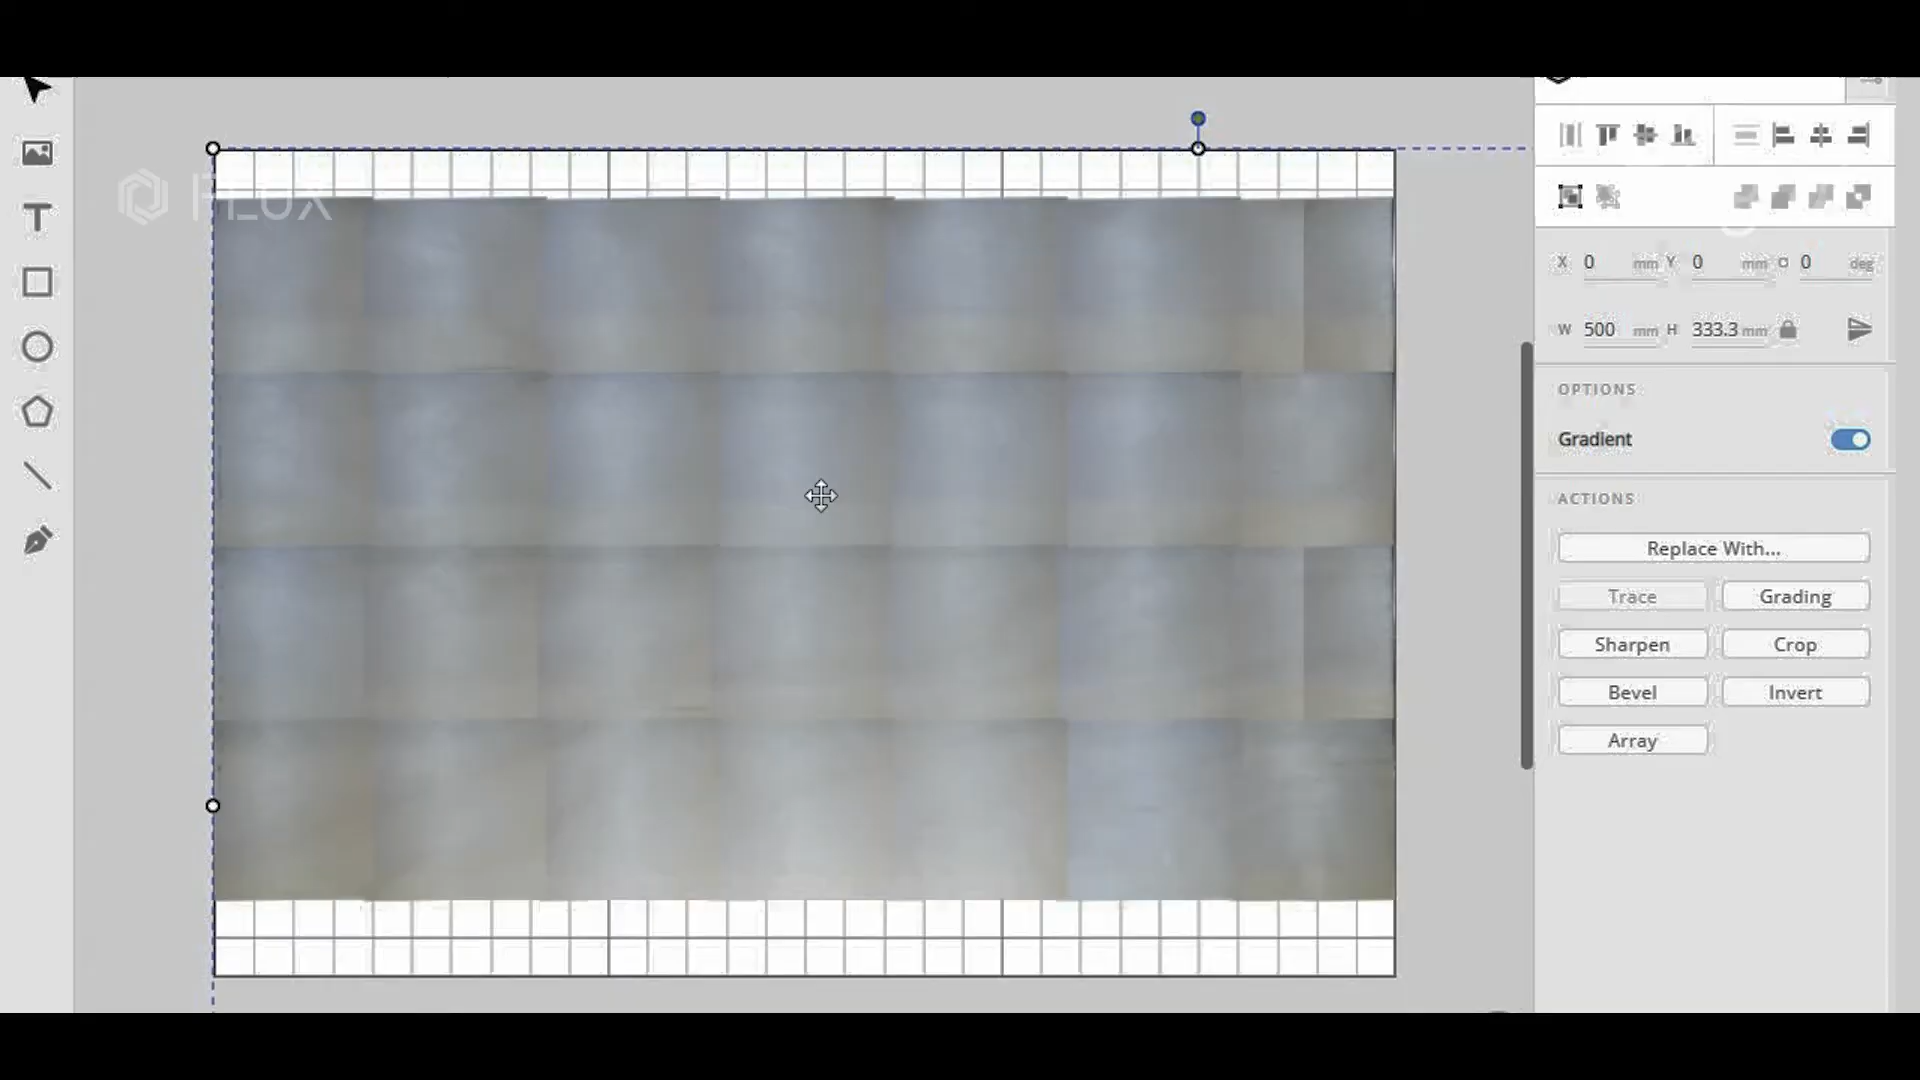 FLUX
T
X 0 mm Y 0 mm 0 deg
W 500 mm H 333.3 mm
OPTIONS
Gradient
ACTIONS
Replace With...
Trace Grading
Sharpen Crop
Bevel Invert
Array